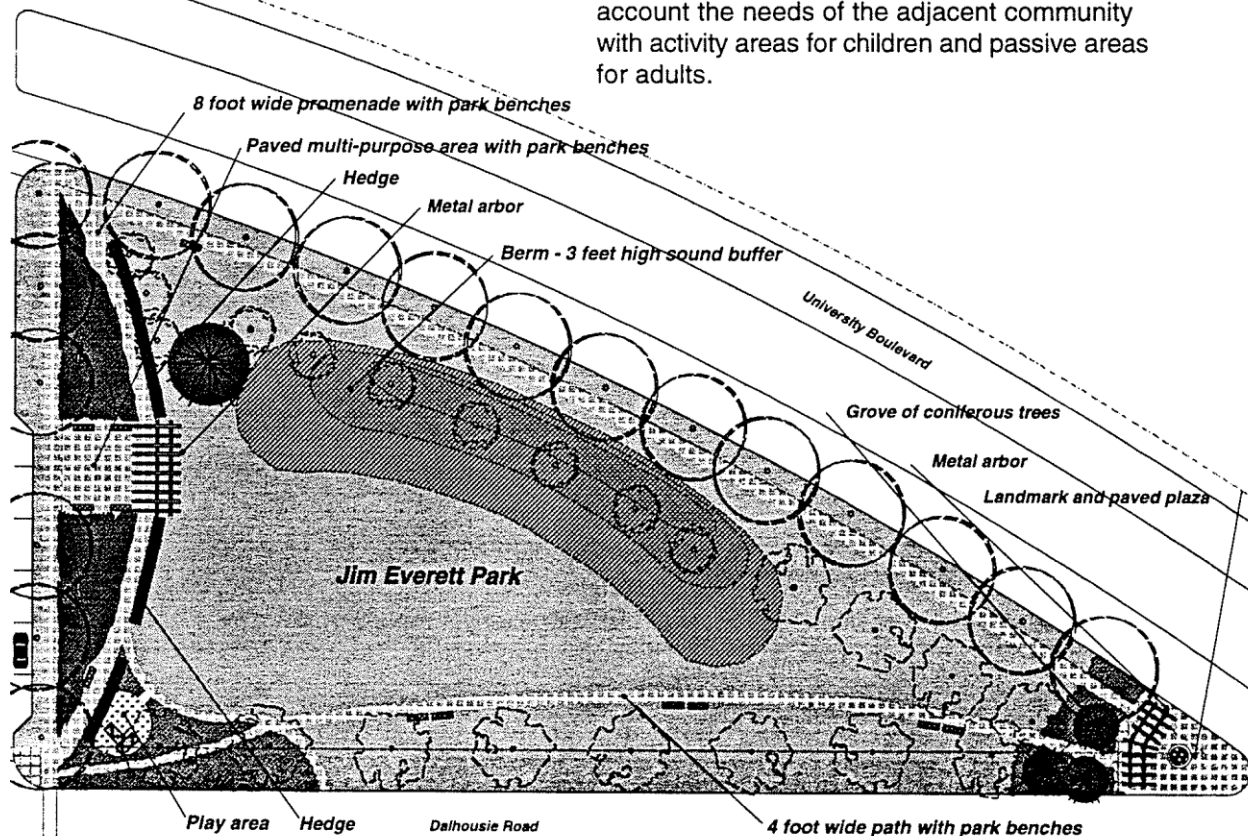 account the needs of the adjacent community
with activity areas for children and passive areas
for adults.
8 foot wide promenade with park benches
Paved multi-purpose area with park benches
Hedge
Metal arbor
Berm - 3 feet high sound buffer
University Boulevard
Grove of coniferous trees
Metal arbor
Landmark and paved plaza
Jim Everett Park
Play area
Hedge
Dalhousie Road
4 foot wide path with park benches